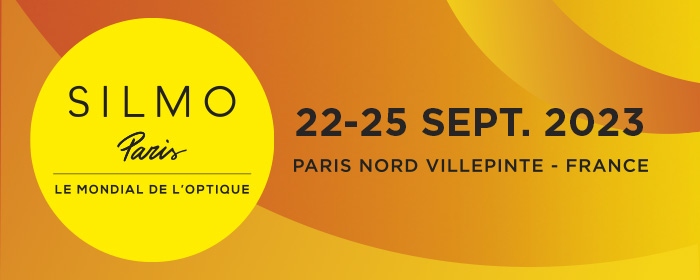 SILMO
Paris
LE MONDIAL DE L'OPTIQUE
22-25 SEPT. 2023
PARIS NORD VILLEPINTE - FRANCE